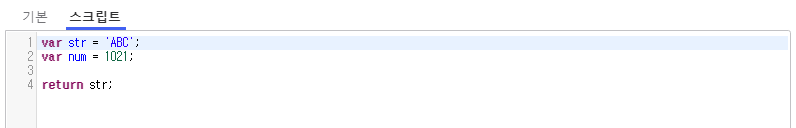 기본 스크립트
1 var str = 'ABC';
2 var num = 1021;
3
4 return str;